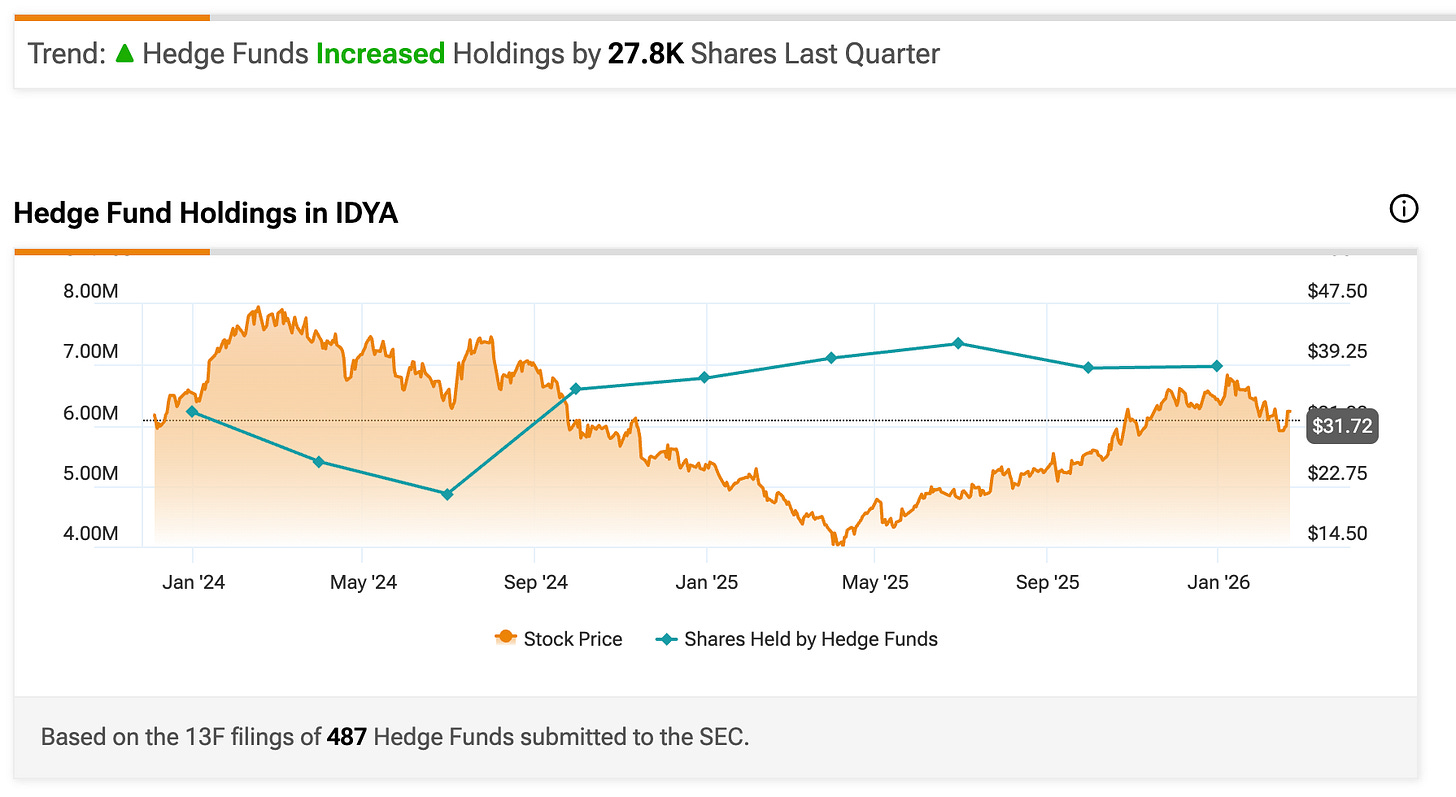 Trend: ▲ Hedge Funds Increased Holdings by 27.8K Shares Last Quarter
Hedge Fund Holdings in IDYA
8.00M
$47.50
7.00M
$39.25
6.00M
$31.72
5.00M
$22.75
4.00M
$14.50
Jan '24
May '24
Sep '24
Jan '25
May '25
Sep '25
Jan '26
Stock Price
Shares Held by Hedge Funds
Based on the 13F filings of 487 Hedge Funds submitted to the SEC.